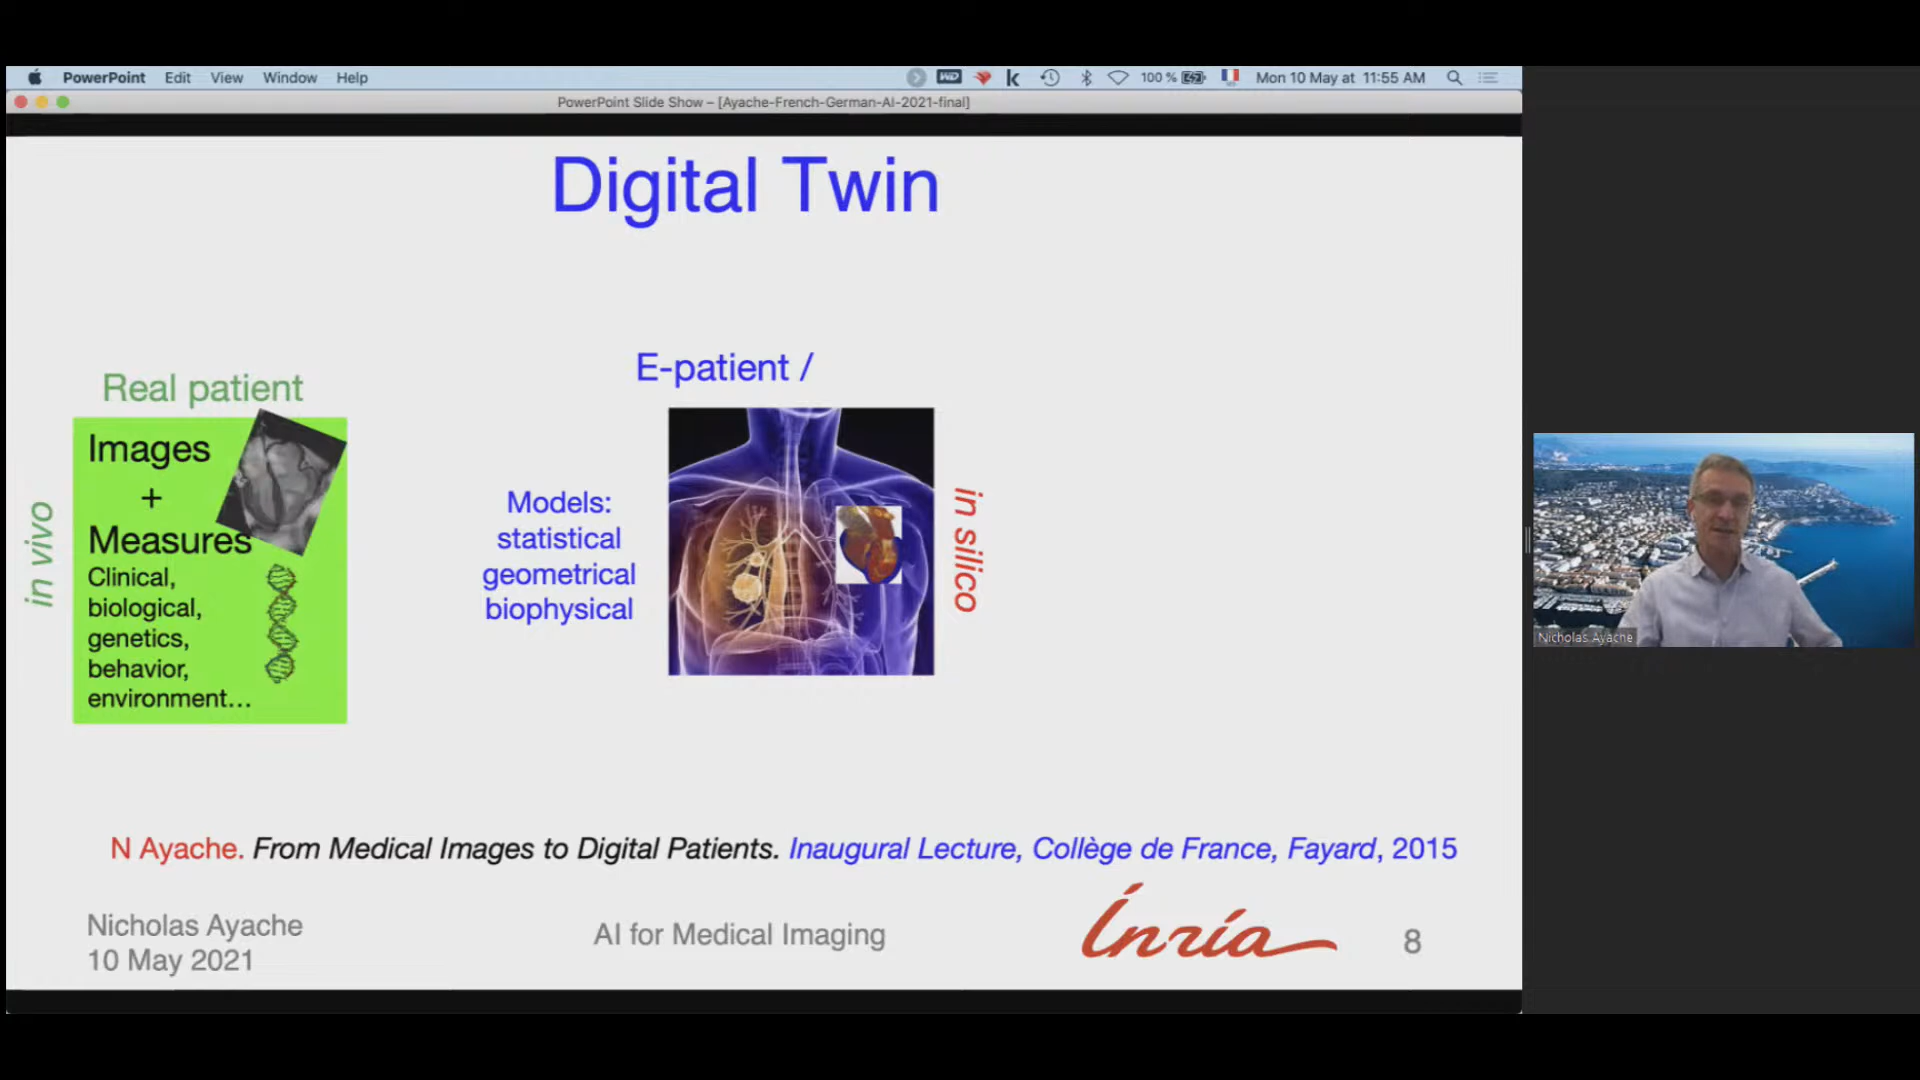 PowerPoint Edit View Window Help
WD
k
100 %
Mon 10 May at 11:55 AM
PowerPoint Slide Show – [Ayache-French-German-AI-2021-final]
Digital Twin
Real patient
in vivo
Images
+
Measures
Clinical,
biological,
genetics,
behavior,
environment...
E-patient /
Models:
statistical
geometrical
biophysical
in silico
N Ayache. From Medical Images to Digital Patients. Inaugural Lecture, Collège de France, Fayard, 2015
Nicholas Ayache
10 May 2021
AI for Medical Imaging
Inria
8
Nicholas Ayache